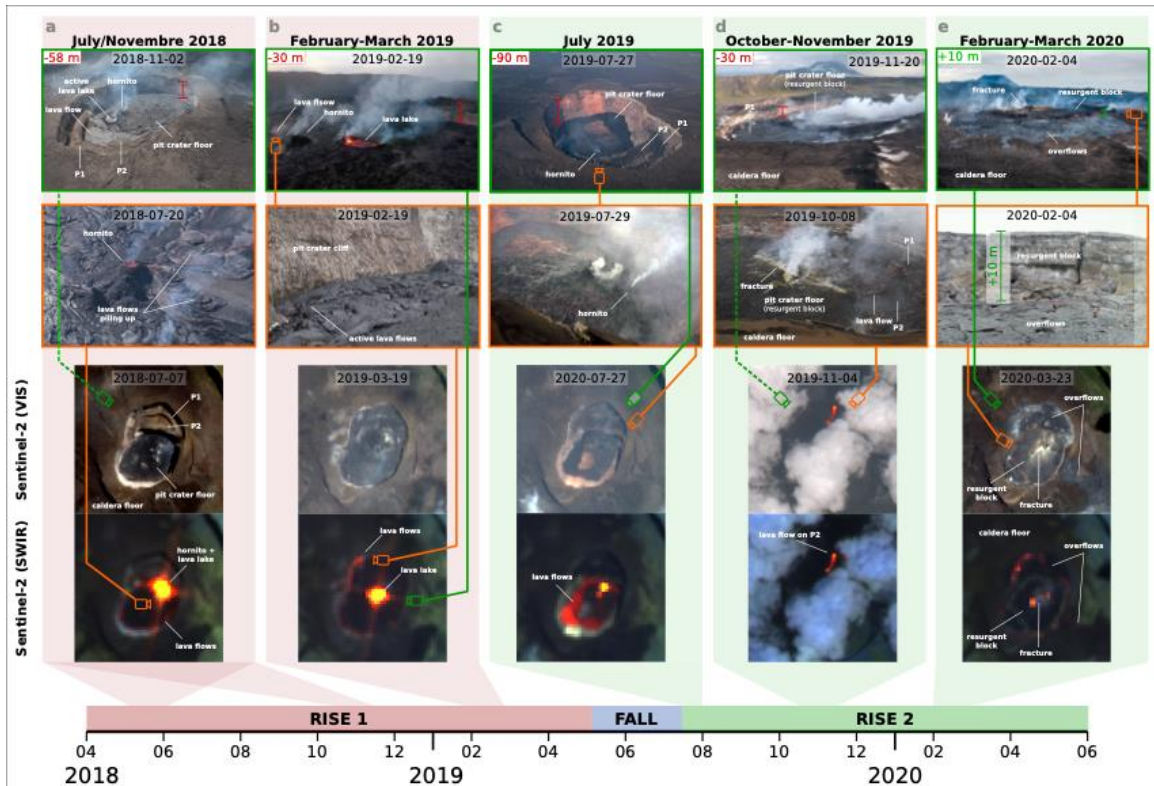 a
July/Novembre 2018
-58 m
2018-11-02
active
lava lake
hornito
lava flow
pit crater floor
P1
P2
b
February-March 2019
-30 m
2019-02-19
lava flsow
hornito
lava lake
c
July 2019
-90 m
2019-07-27
pit crater floor
P1
P2
hornito
d
October-November 2019
-30 m
2019-11-20
pit crater floor
(resurgent block)
P1
caldera floor
e
February-March 2020
+10 m
2020-02-04
fracture
resurgent block
overflows
caldera floor
2018-07-20
hornito
lava flows
piling up
2019-02-19
pit crater cliff
active lava flows
2019-07-29
hornito
2019-10-08
P1
fracture
pit crater floor
(resurgent block)
lava flow
P2
caldera floor
2020-02-04
+10 m
resurgent block
overflows
Sentinel-2 (VIS)
2018-07-07
P1
P2
pit crater floor
caldera floor
2019-03-19
2020-07-27
2019-11-04
2020-03-23
overflows
resurgent
block
fracture
Sentinel-2 (SWIR)
hornito +
lava lake
lava flows
lava flows
lava lake
lava flows
lava flow on P2
caldera floor
overflows
resurgent
block
fracture
RISE 1
FALL
RISE 2
04 06 08 10 12 02 04 06 08 10 12 02 04 06
2018 2019 2020